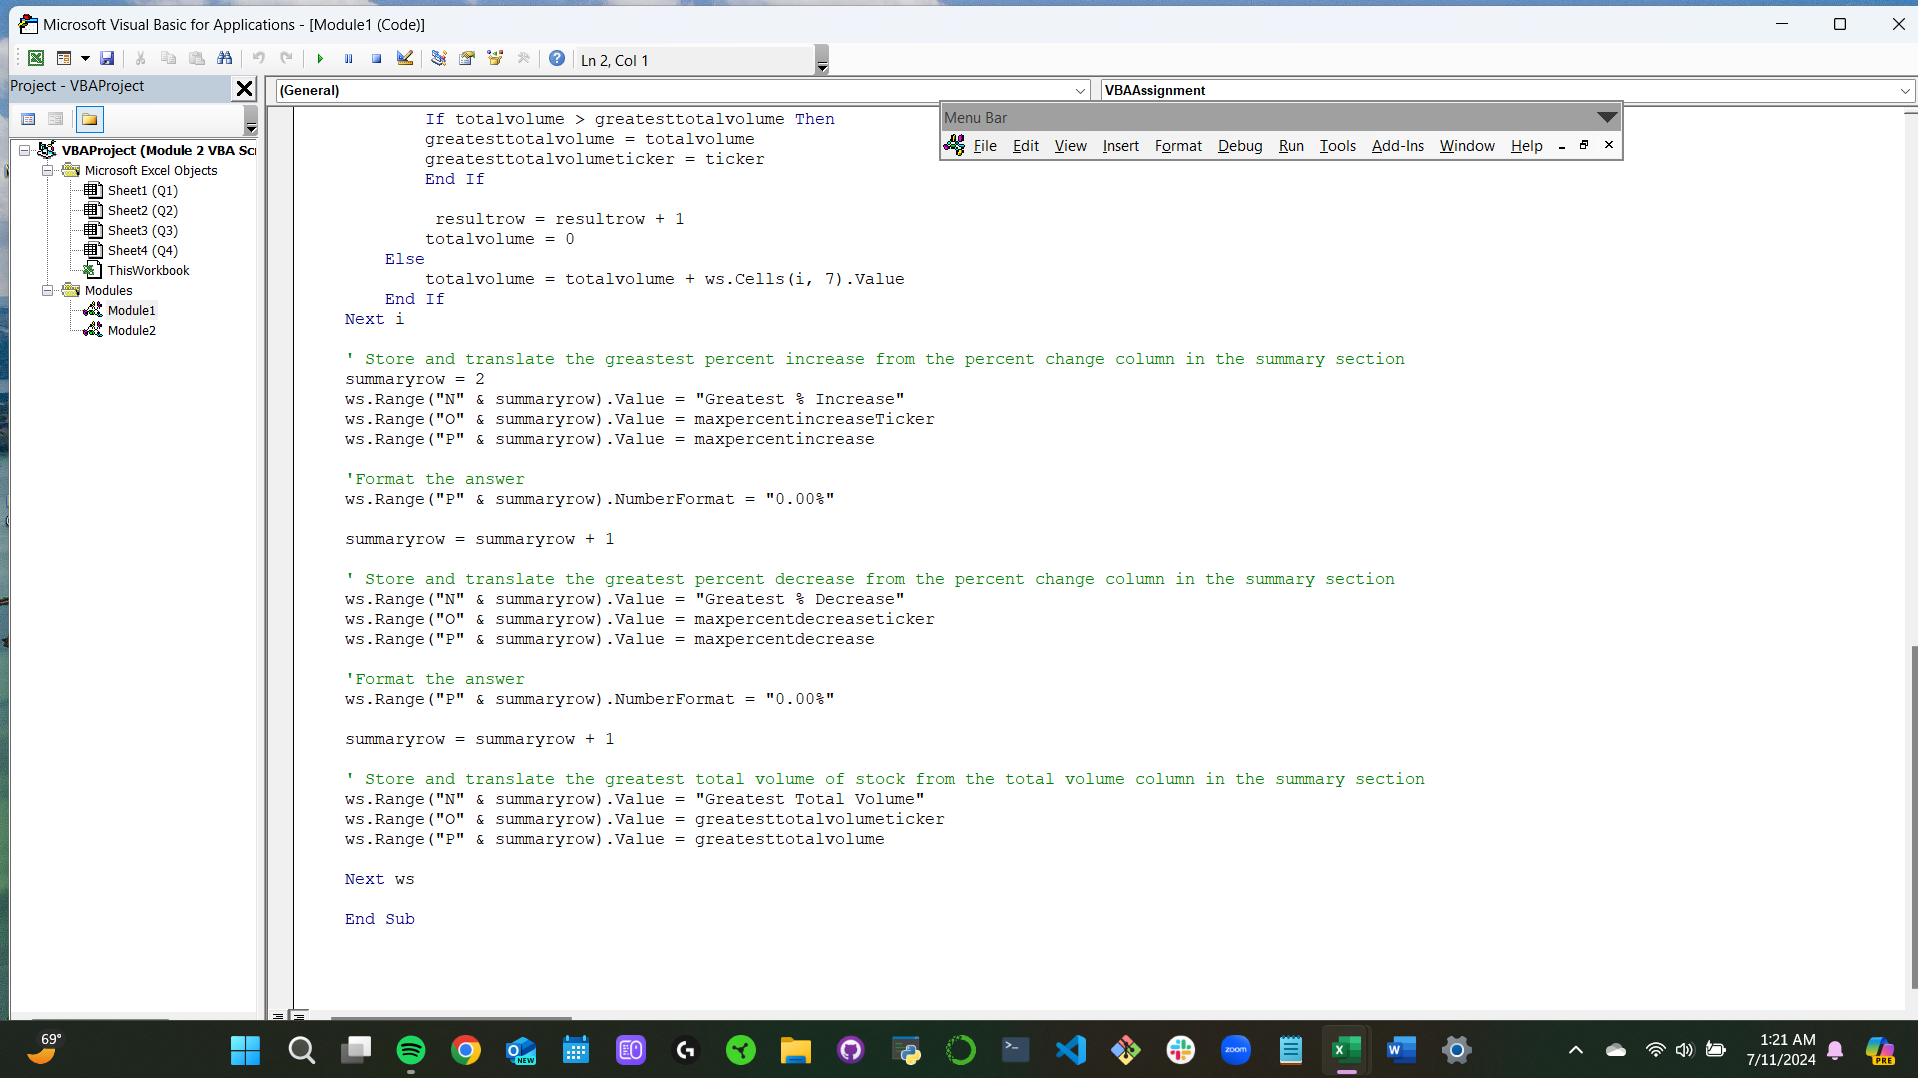 Microsoft Visual Basic for Applications - [Module1 (Code)]
Ln 2, Col 1
Project - VBAProject
(General)
VBAAssignment
Menu Bar
File Edit View Insert Format Debug Run Tools Add-Ins Window Help
VBAProject (Module 2 VBA Scr
Microsoft Excel Objects
Sheet1 (Q1)
Sheet2 (Q2)
Sheet3 (Q3)
Sheet4 (Q4)
ThisWorkbook
Modules
Module1
Module2
If totalvolume > greatesttotalvolume Then
greatesttotalvolume = totalvolume
greatesttotalvolumeticker = ticker
End If
resultrow = resultrow + 1
totalvolume = 0
Else
totalvolume = totalvolume + ws.Cells(i, 7).Value
End If
Next i
' Store and translate the greastest percent increase from the percent change column in the summary section
summaryrow = 2
ws.Range("N" & summaryrow).Value = "Greatest % Increase"
ws.Range("O" & summaryrow).Value = maxpercentincreaseTicker
ws.Range("P" & summaryrow).Value = maxpercentincrease
'Format the answer
ws.Range("P" & summaryrow).NumberFormat = "0.00%"
summaryrow = summaryrow + 1
' Store and translate the greatest percent decrease from the percent change column in the summary section
ws.Range("N" & summaryrow).Value = "Greatest % Decrease"
ws.Range("O" & summaryrow).Value = maxpercentdecreaseticker
ws.Range("P" & summaryrow).Value = maxpercentdecrease
'Format the answer
ws.Range("P" & summaryrow).NumberFormat = "0.00%"
summaryrow = summaryrow + 1
' Store and translate the greatest total volume of stock from the total volume column in the summary section
ws.Range("N" & summaryrow).Value = "Greatest Total Volume"
ws.Range("O" & summaryrow).Value = greatesttotalvolumeticker
ws.Range("P" & summaryrow).Value = greatesttotalvolume
Next ws
End Sub
69°
NEW
zoom
1:21 AM
7/11/2024
PRE